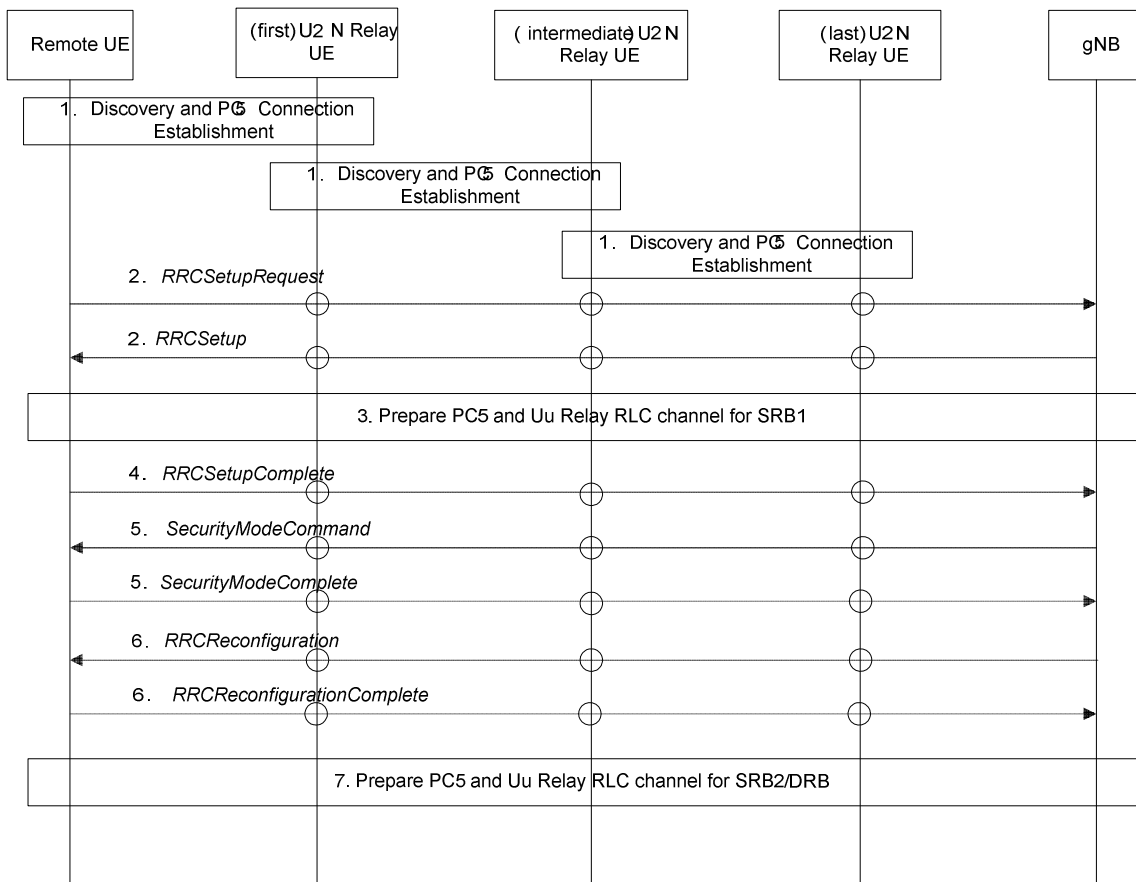 Remote UE
(first)U2 N Relay
UE
( intermediate) U2N
Relay UE
(last)U2N
Relay UE
gNB
1. Discovery and PC5 Connection
Establishment
1. Discovery and PC5 Connection
Establishment
1. Discovery and PC5 Connection
Establishment
2. RRCSetupRequest
2. RRCSetup
3. Prepare PC5 and Uu Relay RLC channel for SRB1
4. RRCSetupComplete
5. SecurityModeCommand
5. SecurityModeComplete
6. RRCReconfiguration
6. RRCReconfigurationComplete
7. Prepare PC5 and Uu Relay RLC channel for SRB2/DRB